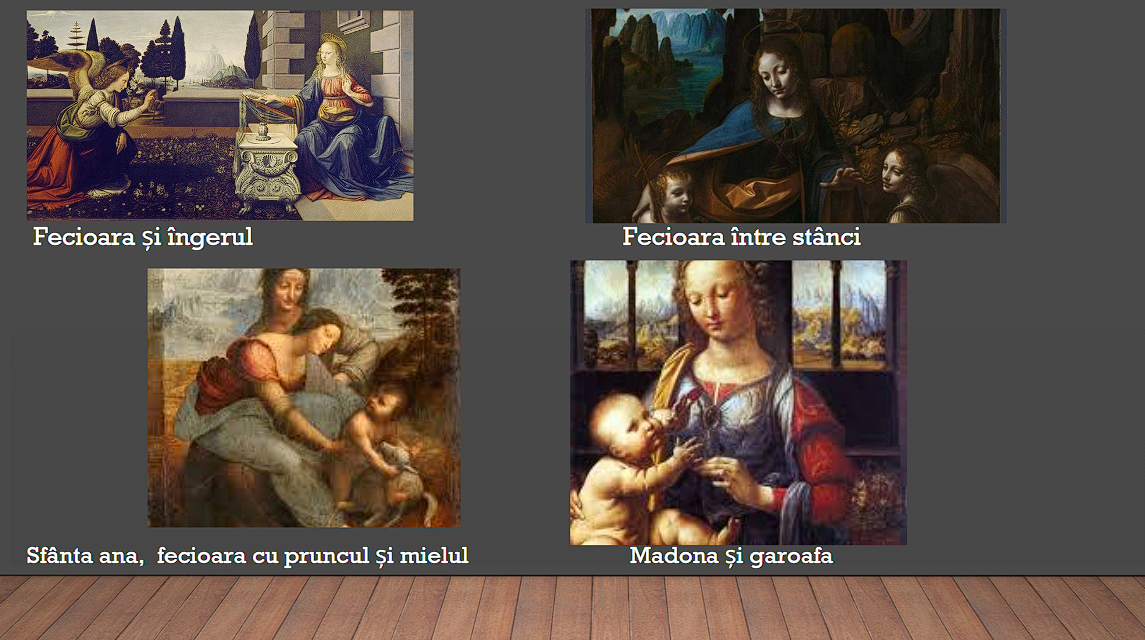 Fecioara și îngerul
Fecioara între stânci
Sfânta ana,  fecioara cu pruncul și mielul
Madona și garoafa